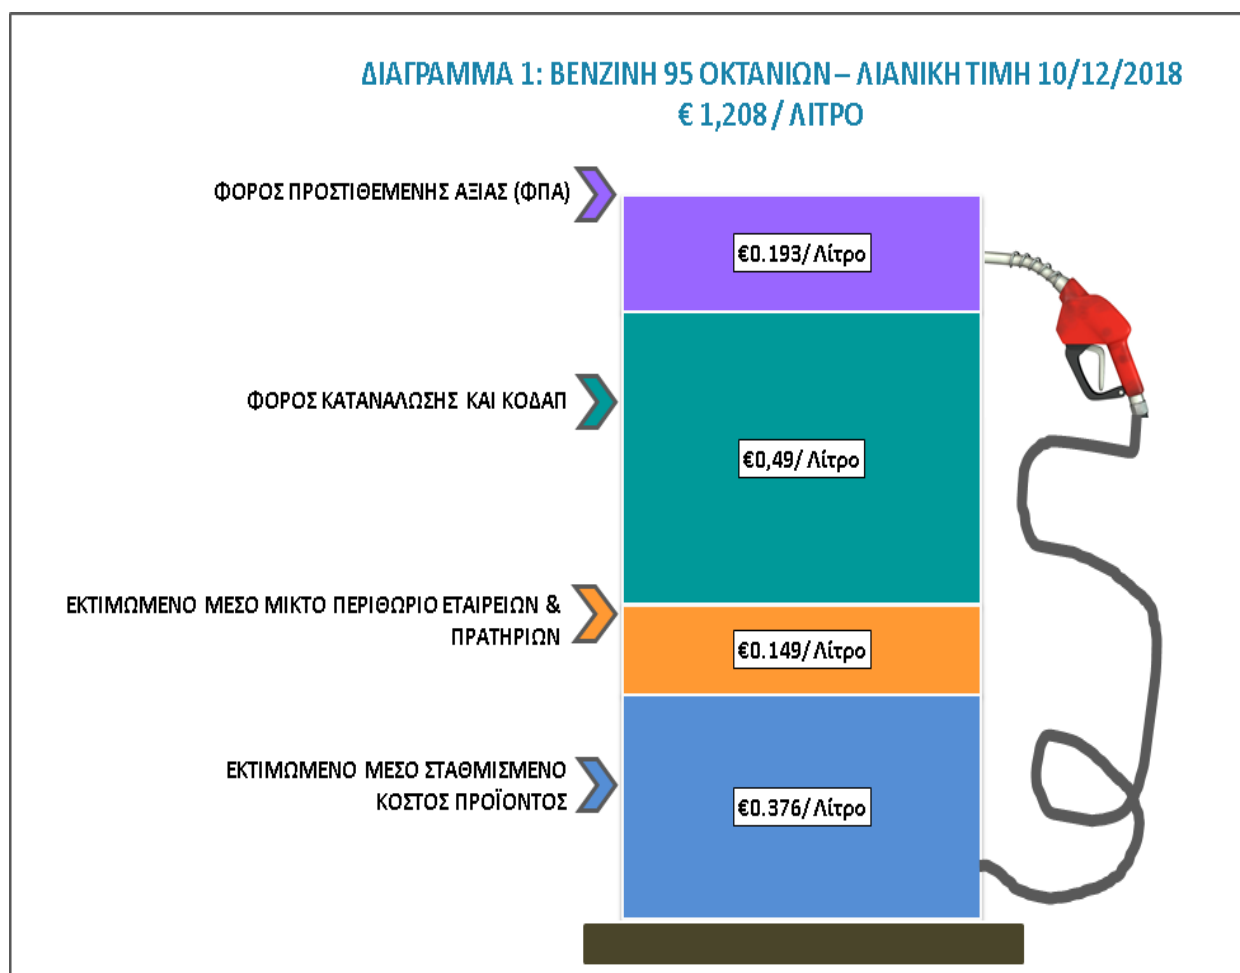 ΔΙΑΓΡΑΜΜΑ 1: ΒΕΝΖΙΝΗ 95 ΟΚΤΑΝΙΩΝ – ΛΙΑΝΙΚΗ ΤΙΜΗ 10/12/2018
€ 1,208 / ΛΙΤΡΟ
ΦΟΡΟΣ ΠΡΟΣΤΙΘΕΜΕΝΗΣ ΑΞΙΑΣ (ΦΠΑ)
€0.193/ Λίτρο
ΦΟΡΟΣ ΚΑΤΑΝΑΛΩΣΗΣ ΚΑΙ ΚΟΔΑΠ
€0,49/ Λίτρο
ΕΚΤΙΜΩΜΕΝΟ ΜΕΣΟ ΜΙΚΤΟ ΠΕΡΙΘΩΡΙΟ ΕΤΑΙΡΕΙΩΝ &
ΠΡΑΤΗΡΙΩΝ
€0.149/ Λίτρο
ΕΚΤΙΜΩΜΕΝΟ ΜΕΣΟ ΣΤΑΘΜΙΣΜΕΝΟ
ΚΟΣΤΟΣ ΠΡΟΪΟΝΤΟΣ
€0.376/ Λίτρο